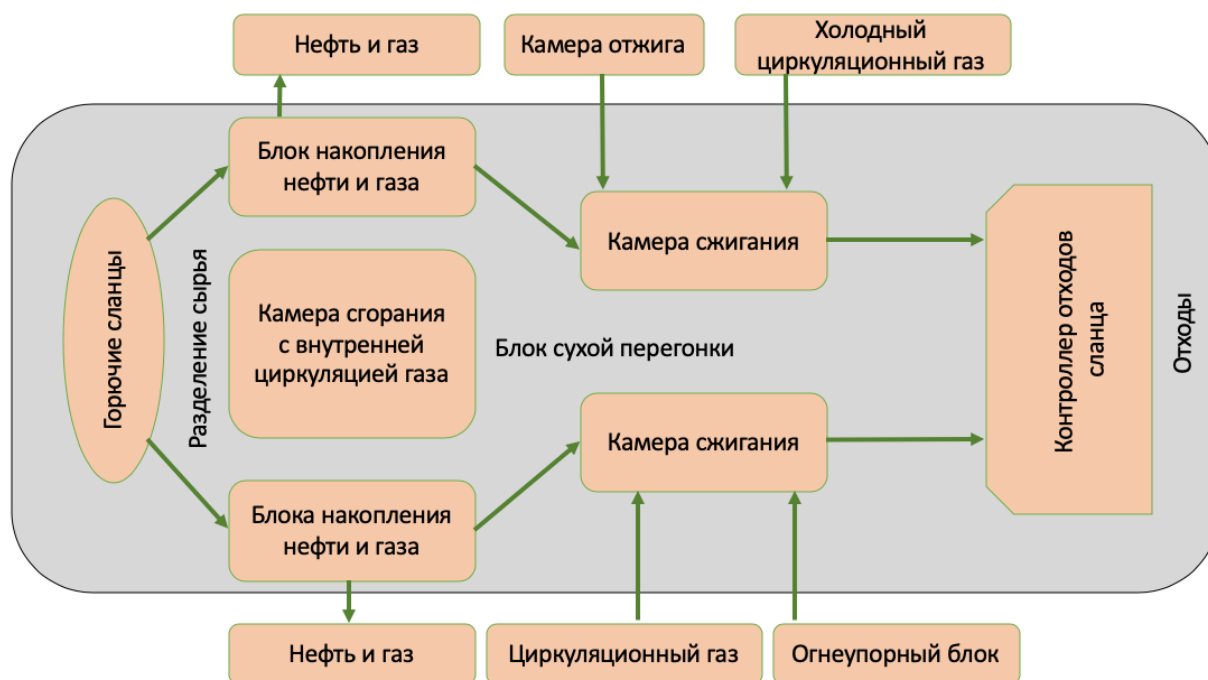 Нефть и газ
Камера отжига
Холодный
циркуляционный газ
Блок накопления
нефти и газа
Камера сжигания
Горючие сланцы
Разделение сырья
Камера сгорания
с внутренней
циркуляцией газа
Блок сухой перегонки
Контроллер отходов
сланца
Отходы
Камера сжигания
Блока накопления
нефти и газа
Нефть и газ
Циркуляционный газ
Огнеупорный блок